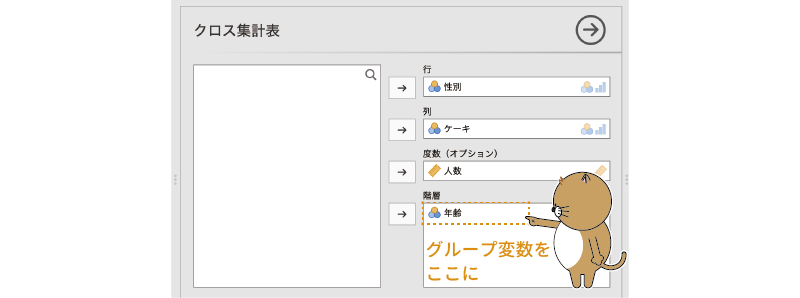 クロス集計表
行
性別
列
ケーキ
度数（オプション）
人数
階層
年齢
グループ変数を
ここに